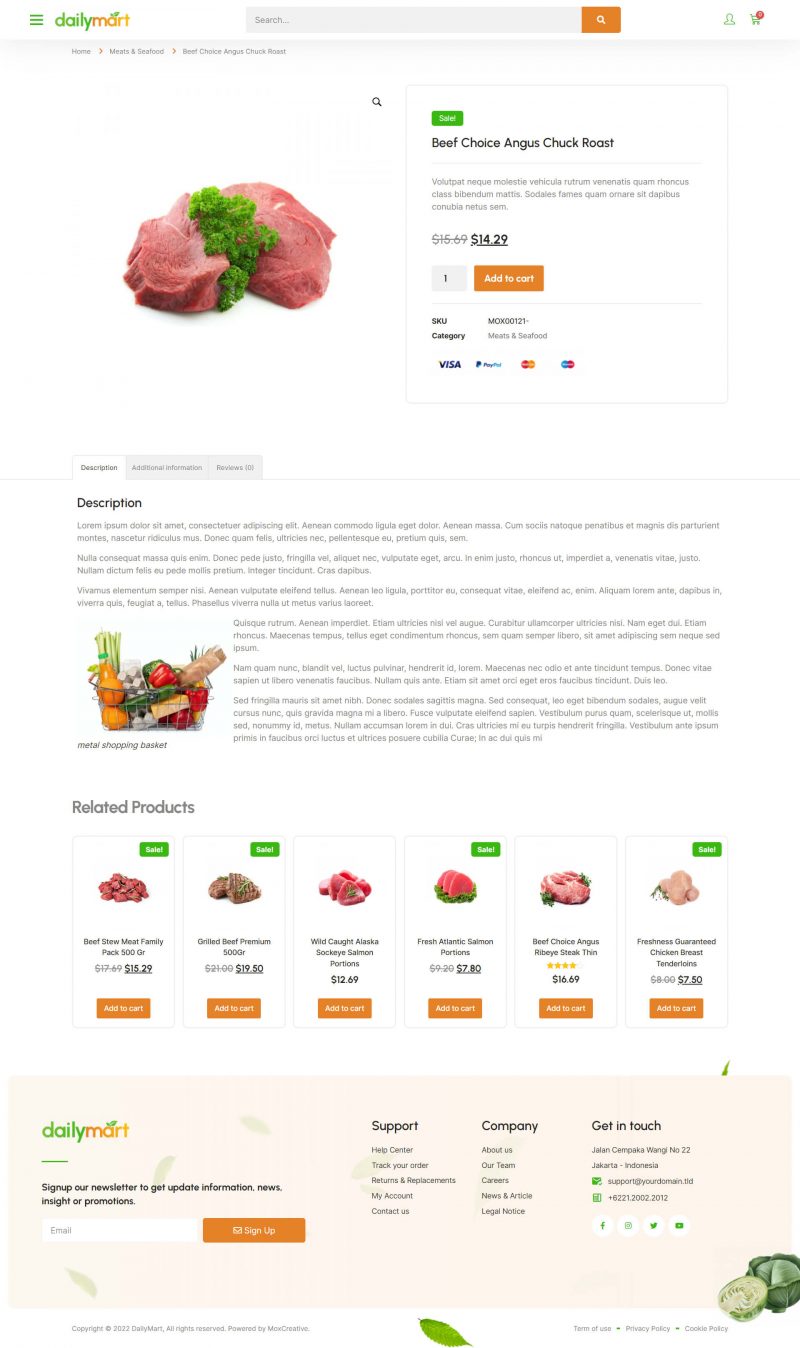 dailymart
Search...
0
Home > Meats & Seafood > Beef Choice Angus Chuck Roast
Sale!
Beef Choice Angus Chuck Roast
Volutpat neque molestie vehicula rutrum venenatis quam rhoncus
class bibendum mattis. Sodales fames quam ornare sit dapibus
conubia netus sem.
$15.69 $14.29
1 Add to cart
SKU MOX00121-
Category Meats & Seafood
VISA PayPal
Description Additional information Reviews (0)
Description
Lorem ipsum dolor sit amet, consectetuer adipiscing elit. Aenean commodo ligula eget dolor. Aenean massa. Cum sociis natoque penatibus et magnis dis parturient
montes, nascetur ridiculus mus. Donec quam felis, ultricies nec, pellentesque eu, pretium quis, sem.
Nulla consequat massa quis enim. Donec pede justo, fringilla vel, aliquet nec, vulputate eget, arcu. In enim justo, rhoncus ut, imperdiet a, venenatis vitae, justo.
Nullam dictum felis eu pede mollis pretium. Integer tincidunt. Cras dapibus.
Vivamus elementum semper nisi. Aenean vulputate eleifend tellus. Aenean leo ligula, porttitor eu, consequat vitae, eleifend ac, enim. Aliquam lorem ante, dapibus in,
viverra quis, feugiat a, tellus. Phasellus viverra nulla ut metus varius laoreet.
Quisque rutrum. Aenean imperdiet. Etiam ultricies nisi vel augue. Curabitur ullamcorper ultricies nisi. Nam eget dui. Etiam
rhoncus. Maecenas tempus, tellus eget condimentum rhoncus, sem quam semper libero, sit amet adipiscing sem neque sed
ipsum.
Nam quam nunc, blandit vel, luctus pulvinar, hendrerit id, lorem. Maecenas nec odio et ante tincidunt tempus. Donec vitae
sapien ut libero venenatis faucibus. Nullam quis ante. Etiam sit amet orci eget eros faucibus tincidunt. Duis leo.
Sed fringilla mauris sit amet nibh. Donec sodales sagittis magna. Sed consequat, leo eget bibendum sodales, augue velit
cursus nunc, quis gravida magna mi a libero. Fusce vulputate eleifend sapien. Vestibulum purus quam, scelerisque ut, mollis
sed, nonummy id, metus. Nullam accumsan lorem in dui. Cras ultricies mi eu turpis hendrerit fringilla. Vestibulum ante ipsum
primis in faucibus orci luctus et ultrices posuere cubilia Curae; In ac dui quis mi
metal shopping basket
Related Products
Sale!
Beef Stew Meat Family
Pack 500 Gr
$17.69 $15.29
Add to cart
Sale!
Grilled Beef Premium
500Gr
$21.00 $19.50
Add to cart
Wild Caught Alaska
Sockeye Salmon
Portions
$12.69
Add to cart
Sale!
Fresh Atlantic Salmon
Portions
$9.20 $7.80
Add to cart
Beef Choice Angus
Ribeye Steak Thin
$16.69
Add to cart
Sale!
Freshness Guaranteed
Chicken Breast
Tenderloins
$8.00 $7.50
Add to cart
dailymart
Signup our newsletter to get update information, news,
insight or promotions.
Email Sign Up
Support
Help Center
Track your order
Returns & Replacements
My Account
Contact us
Company
About us
Our Team
Careers
News & Article
Legal Notice
Get in touch
Jalan Cempaka Wangi No 22
Jakarta - Indonesia
support@yourdomain.tld
+6221.2002.2012
Copyright © 2022 DailyMart, All rights reserved. Powered by MoxCreative.
Term of use - Privacy Policy - Cookie Policy